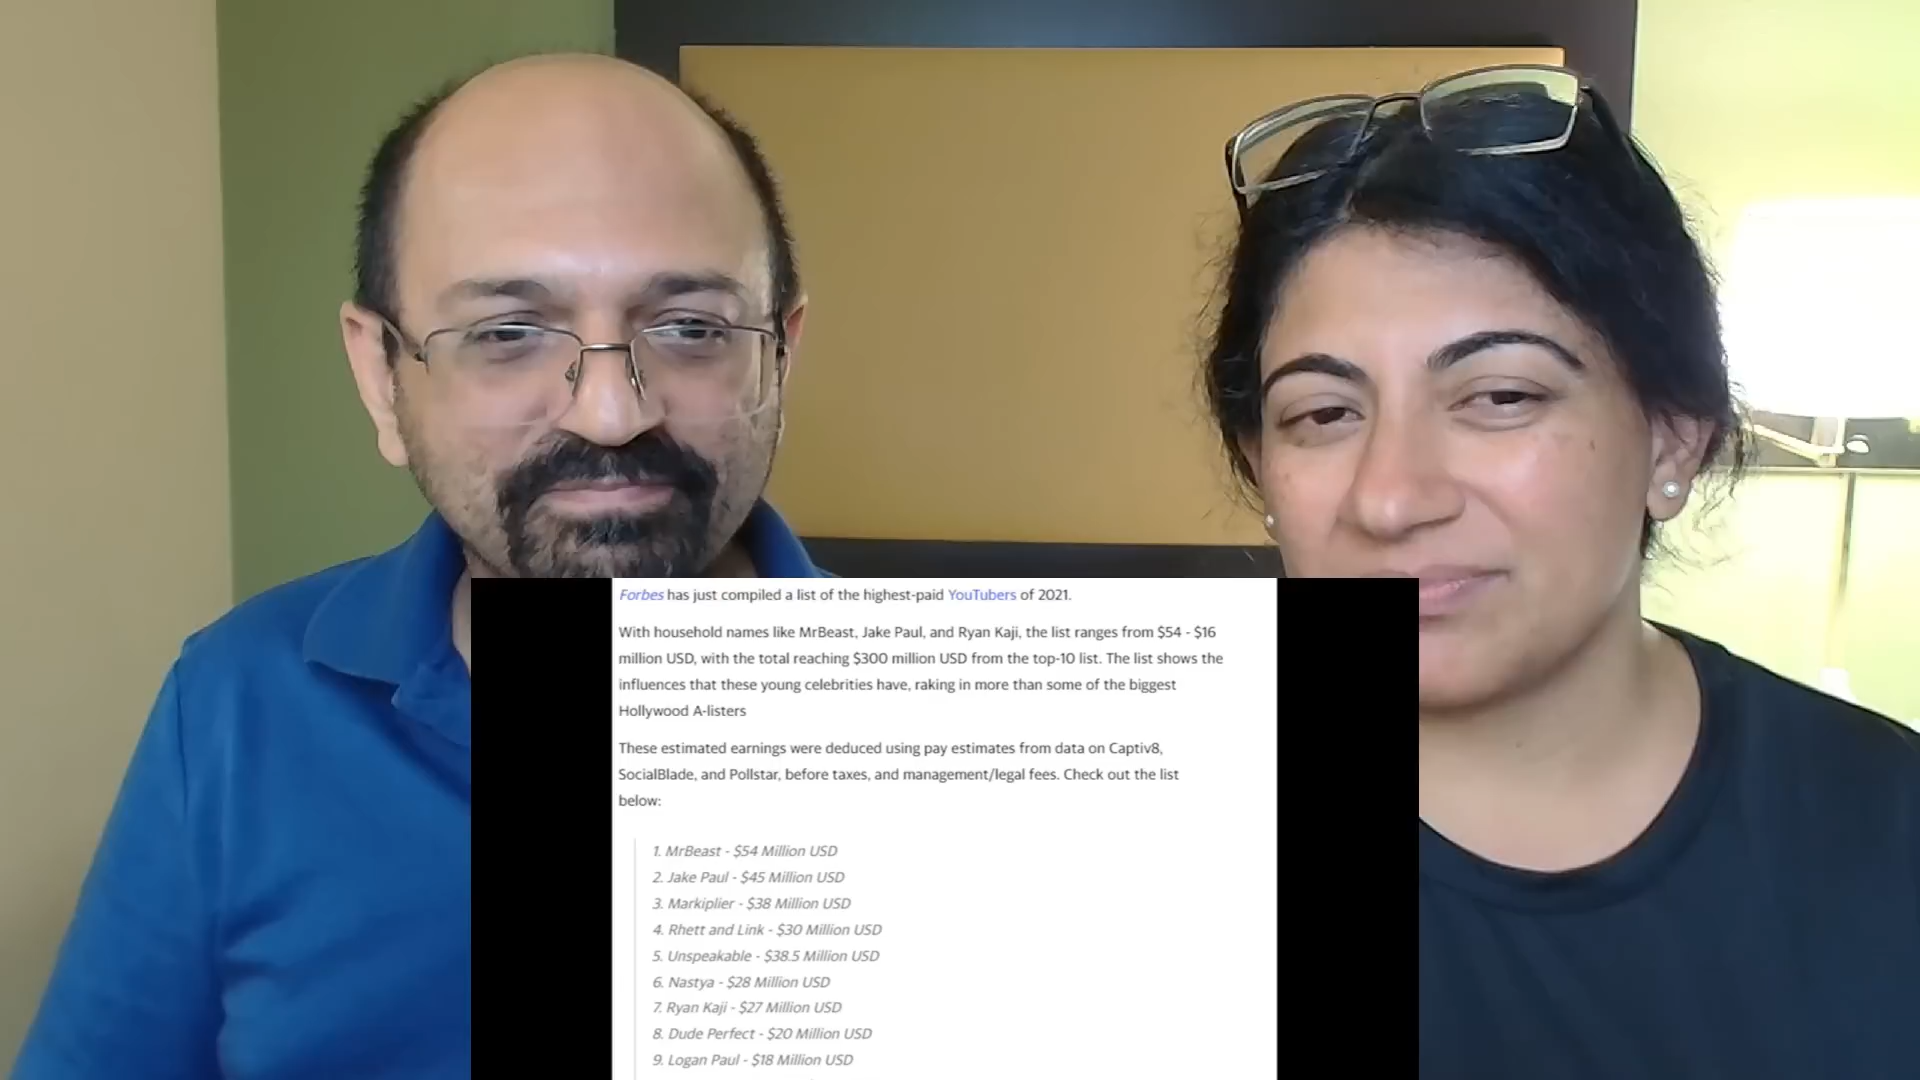 Forbes has just compiled a list of the highest-paid YouTubers of 2021.
With household names like MrBeast, Jake Paul, and Ryan Kaji, the list ranges from $54 - $16
million USD, with the total reaching $300 million USD from the top-10 list. The list shows the
influences that these young celebrities have, raking in more than some of the biggest
Hollywood A-listers
These estimated earnings were deduced using pay estimates from data on Captiv8,
SocialBlade, and Pollstar, before taxes, and management/legal fees. Check out the list
below:
1. MrBeast - $54 Million USD
2. Jake Paul - $45 Million USD
3. Markiplier - $38 Million USD
4. Rhett and Link - $30 Million USD
5. Unspeakable - $38.5 Million USD
6. Nastya - $28 Million USD
7. Ryan Kaji - $27 Million USD
8. Dude Perfect - $20 Million USD
9. Logan Paul - $18 Million USD